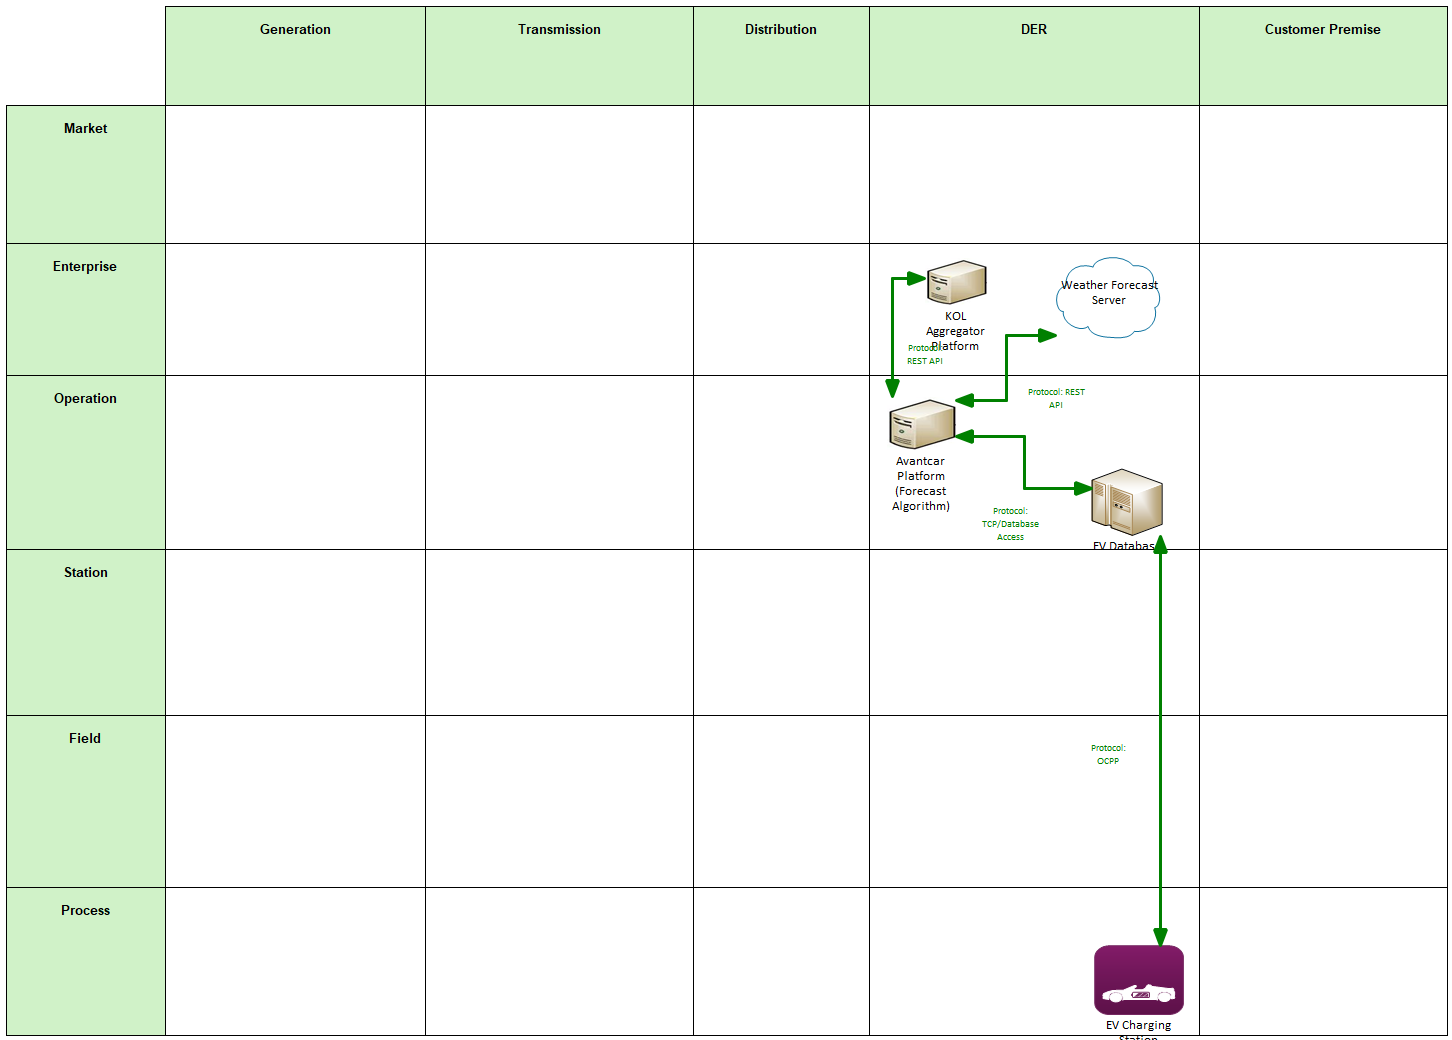 Generation
Transmission
Distribution
DER
Customer Premise
Market
Enterprise
KOL
Aggregator
Platform
Weather Forecast
Server
Protocol:
REST API
Operation
Protocol: REST
API
Avantcar
Platform
(Forecast
Algorithm)
Protocol:
TCP/Database
Access
EV Databas
Station
Field
Protocol:
OCPP
Process
EV Charging
Station